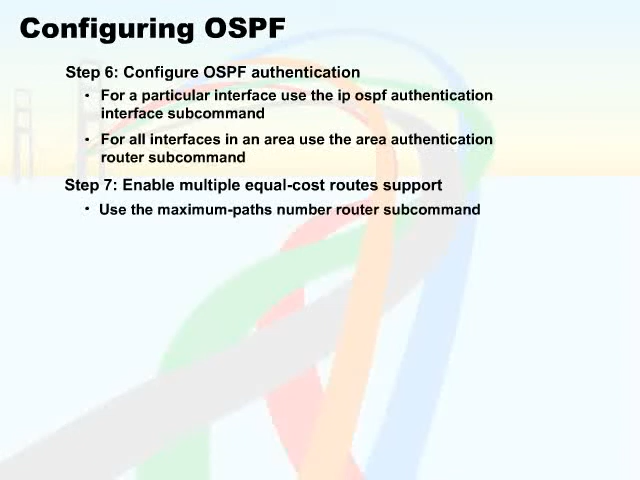 Configuring OSPF
Step 6: Configure OSPF authentication
• For a particular interface use the ip ospf authentication
interface subcommand
• For all interfaces in an area use the area authentication
router subcommand
Step 7: Enable multiple equal-cost routes support
• Use the maximum-paths number router subcommand